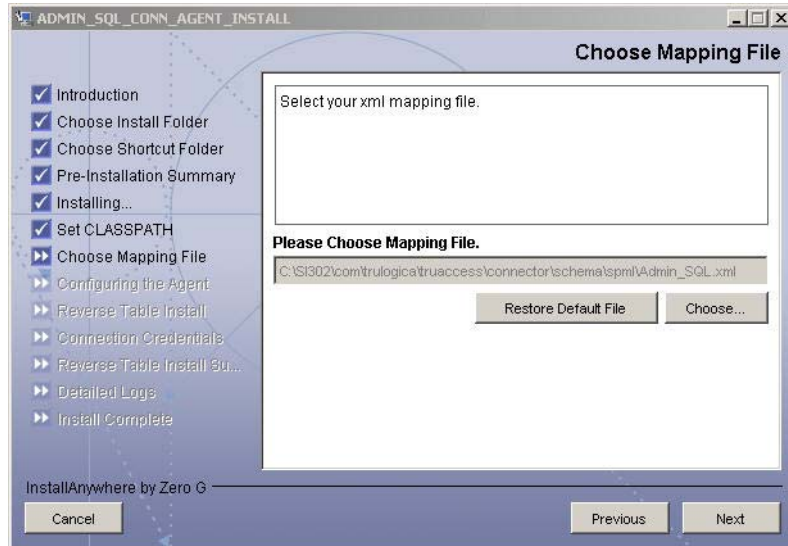 ADMIN_SQL_CONN_AGENT_INSTALL
Choose Mapping File
Introduction
Choose Install Folder
Choose Shortcut Folder
Pre-Installation Summary
Installing...
Set CLASSPATH
Choose Mapping File
Configuring the Agent
Reverse Table Install
Connection Credentials
Reverse Table Install Su...
Detailed Logs
Install Complete
Select your xml mapping file.
Please Choose Mapping File.
C:\SI302\com\trulogica\truaccess\connector\schema\spml\Admin_SQL.xml
Restore Default File
Choose...
InstallAnywhere by Zero G
Cancel
Previous
Next